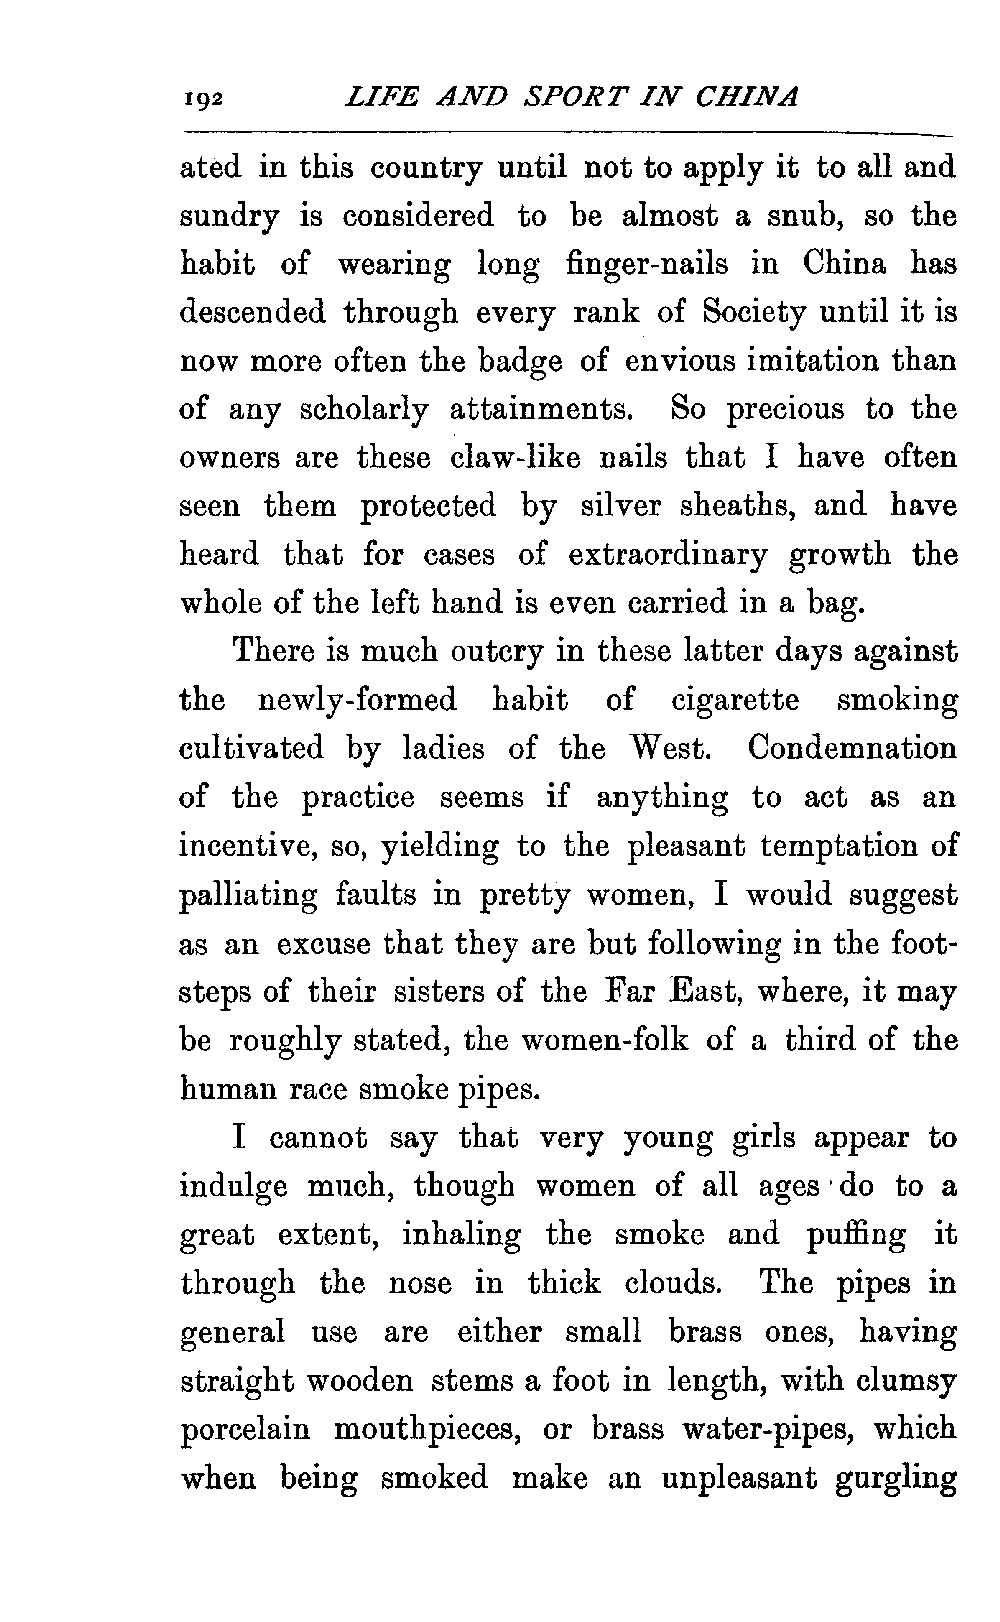 192 LIFE AND SPORT IN CHINA
ated in this country until not to apply it to all and
sundry is considered to be almost a snub, so the
habit of wearing long finger-nails in China has
descended through every rank of Society until it is
now more often the badge of envious imitation than
of any scholarly attainments. So precious to the
owners are these claw-like nails that I have often
seen them protected by silver sheaths, and have
heard that for cases of extraordinary growth the
whole of the left hand is even carried in a bag.
There is much outcry in these latter days against
the newly-formed habit of cigarette smoking
cultivated by ladies of the West. Condemnation
of the practice seems if anything to act as an
incentive, so, yielding to the pleasant temptation of
palliating faults in pretty women, I would suggest
as an excuse that they are but following in the foot-
steps of their sisters of the Far East, where, it may
be roughly stated, the women-folk of a third of the
human race smoke pipes.
I cannot say that very young girls appear to
indulge much, though women of all ages do to a
great extent, inhaling the smoke and puffing it
through the nose in thick clouds. The pipes in
general use are either small brass ones, having
straight wooden stems a foot in length, with clumsy
porcelain mouthpieces, or brass water-pipes, which
when being smoked make an unpleasant gurgling